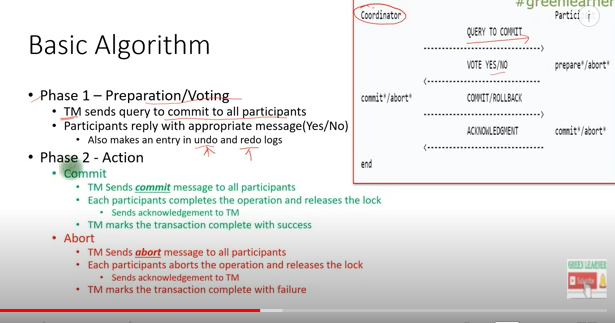 #greenlearner
Coordinator
QUERY TO COMMIT
-------------------------------->
VOTE YES/NO prepare*/abort*
<--------------------------------
commit*/abort* COMMIT/ROLLBACK
-------------------------------->
ACKNOWLEDGMENT commit*/abort*
<--------------------------------
end
Basic Algorithm
• Phase 1 – Preparation/Voting
• TM sends query to commit to all participants
• Participants reply with appropriate message(Yes/No)
• Also makes an entry in undo and redo logs
• Phase 2 - Action
• Commit
• TM Sends commit message to all participants
• Each participants completes the operation and releases the lock
• Sends acknowledgement to TM
• TM marks the transaction complete with success
• Abort
• TM Sends abort message to all participants
• Each participants aborts the operation and releases the lock
• Sends acknowledgement to TM
• TM marks the transaction complete with failure
GREEN LEARNER
Subscribe